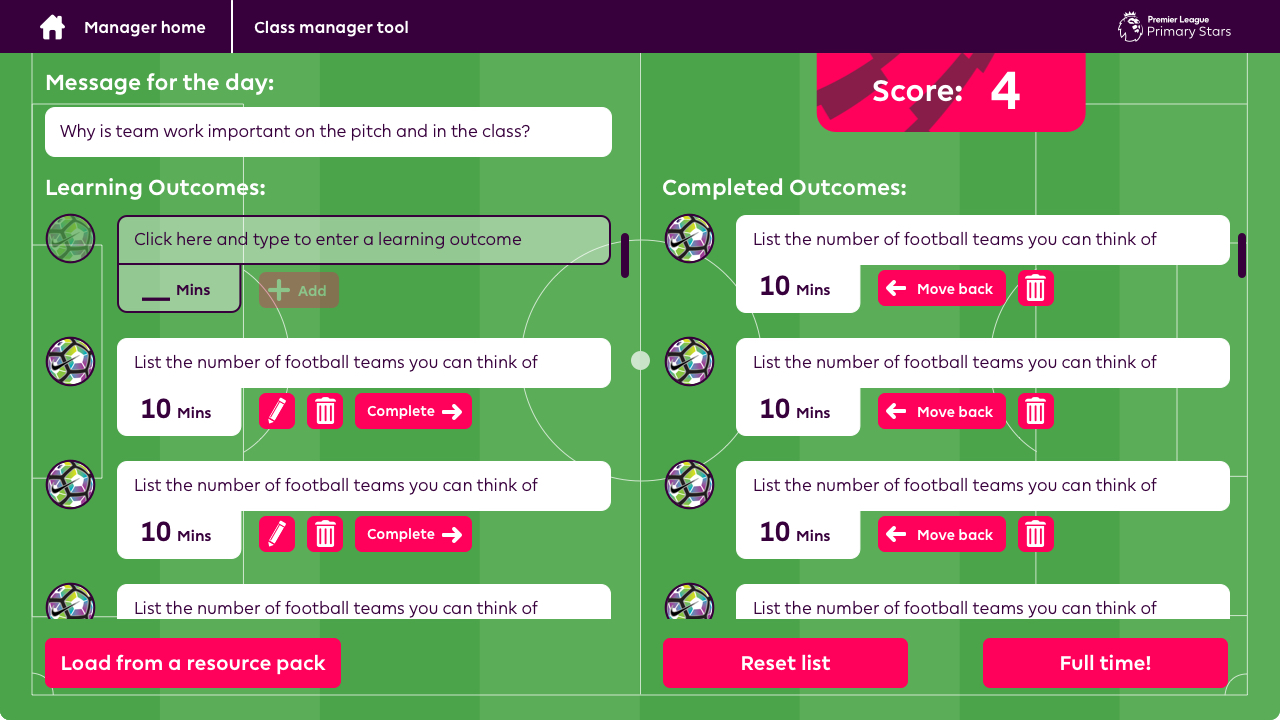 Manager home
Class manager tool
Premier League
Primary Stars
Message for the day:
Why is team work important on the pitch and in the class?
Score: 4
Learning Outcomes:
Click here and type to enter a learning outcome
__ Mins
Add
List the number of football teams you can think of
10 Mins
Complete
List the number of football teams you can think of
10 Mins
Complete
List the number of football teams you can think of
Load from a resource pack
Completed Outcomes:
List the number of football teams you can think of
10 Mins
Move back
List the number of football teams you can think of
10 Mins
Move back
List the number of football teams you can think of
10 Mins
Move back
List the number of football teams you can think of
Reset list
Full time!